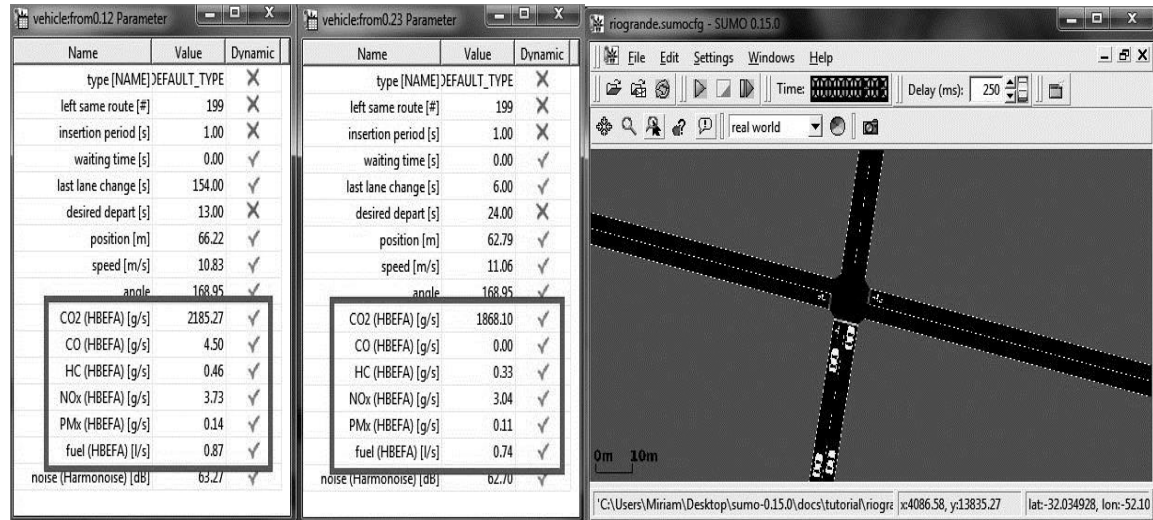 vehicle:from0.12 Parameter
Name Value Dynamic
type [NAME] DEFAULT_TYPE
left same route [#] 199
insertion period [s] 1.00
waiting time [s] 0.00
last lane change [s] 154.00
desired depart [s] 13.00
position [m] 66.22
speed [m/s] 10.83
angle 168.95
CO2 (HBEFA) [g/s] 2185.27
CO (HBEFA) [g/s] 4.50
HC (HBEFA) [g/s] 0.46
NOx (HBEFA) [g/s] 3.73
PMx (HBEFA) [g/s] 0.14
fuel (HBEFA) [l/s] 0.87
noise (Harmonoise) [dB] 63.27
vehicle:from0.23 Parameter
Name Value Dynamic
type [NAME] DEFAULT_TYPE
left same route [#] 199
insertion period [s] 1.00
waiting time [s] 0.00
last lane change [s] 6.00
desired depart [s] 24.00
position [m] 62.79
speed [m/s] 11.06
angle 168.95
CO2 (HBEFA) [g/s] 1868.10
CO (HBEFA) [g/s] 0.00
HC (HBEFA) [g/s] 0.33
NOx (HBEFA) [g/s] 3.04
PMx (HBEFA) [g/s] 0.11
fuel (HBEFA) [l/s] 0.74
noise (Harmonoise) [dB] 62.70
riogrande.sumocfg - SUMO 0.15.0
File Edit Settings Windows Help
Time: Delay (ms): 250
real world
0m 10m
'C:\Users\Miriam\Desktop\sumo-0.15.0\docs\tutorial\riogra x:4086.58, y:13835.27 lat:-32.034928, lon:-52.10